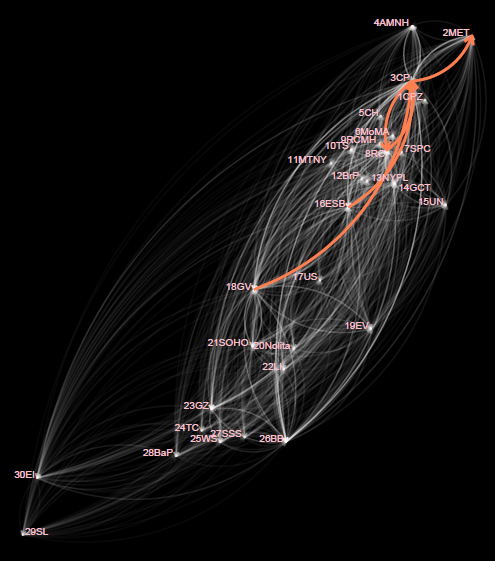 4AMNH
2MET
3CP
1CPZ
5CH
6MoMA
9RCMH
10TS
7SPC
8RC
11MTNY
12BrP
13NYPL
14GCT
16ESB
15UN
17US
18GV
19EV
21SOHO
20Nolita
22LI
23GZ
24TC
27SSS
25WS
26BB
28BaP
30EI
29SL